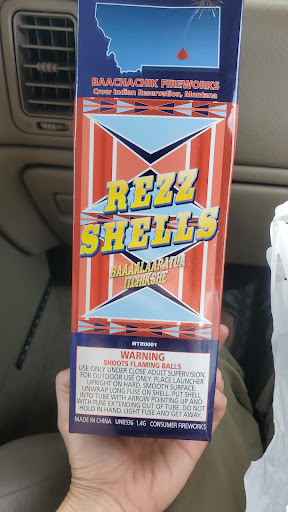 BAACHACHIK FIREWORKS
Crow Indian Reservation, Montana
REZZ
SHELLS
BAAAALAAPATUA
ITCHIKSHE
MTR0001
WARNING
SHOOTS FLAMING BALLS
USE ONLY UNDER CLOSE ADULT SUPERVISION.
FOR OUTDOOR USE ONLY. PLACE LAUNCHER
UPRIGHT ON HARD, SMOOTH SURFACE.
UNWRAP LONG FUSE ON SHELL. PUT SHELL
INTO TUBE WITH ARROW POINTING UP AND
WITH FUSE EXTENDING OUT OF TUBE. DO NOT
HOLD IN HAND. LIGHT FUSE AND GET AWAY.
MADE IN CHINA UN0336 1.4G CONSUMER FIREWORKS